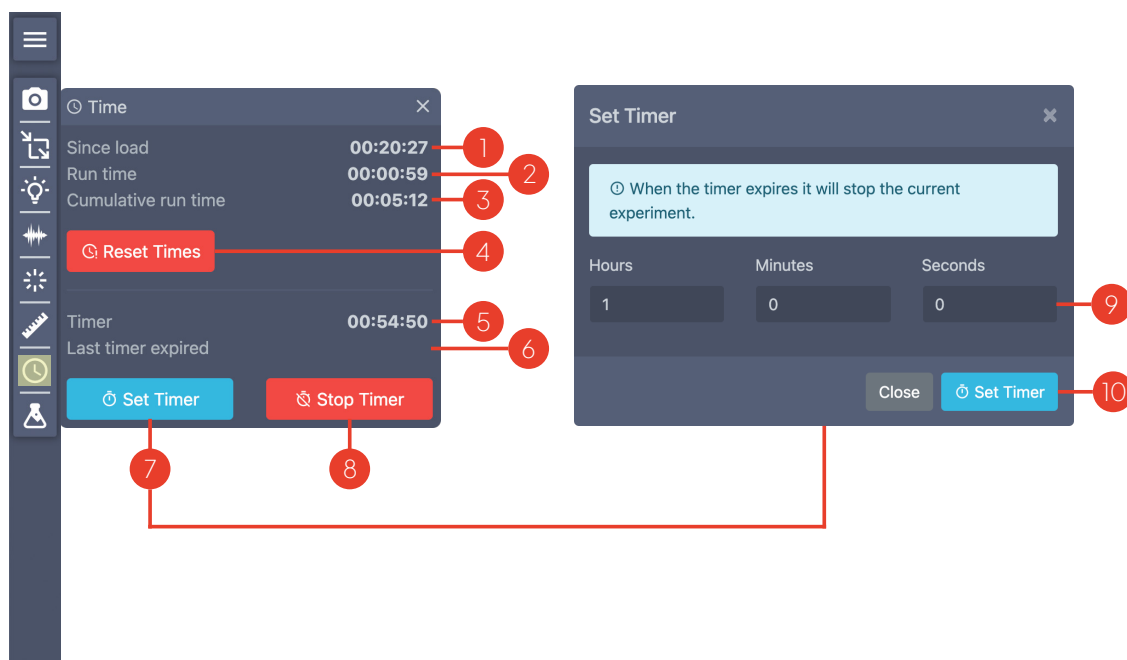 Time
Since load 00:20:27 1
Run time 00:00:59 2
Cumulative run time 00:05:12 3
Reset Times 4
Timer 00:54:50 5
Last timer expired 6
Set Timer Stop Timer
7 8
Set Timer
When the timer expires it will stop the current
experiment.
Hours Minutes Seconds
1 0 0 9
Close Set Timer 10